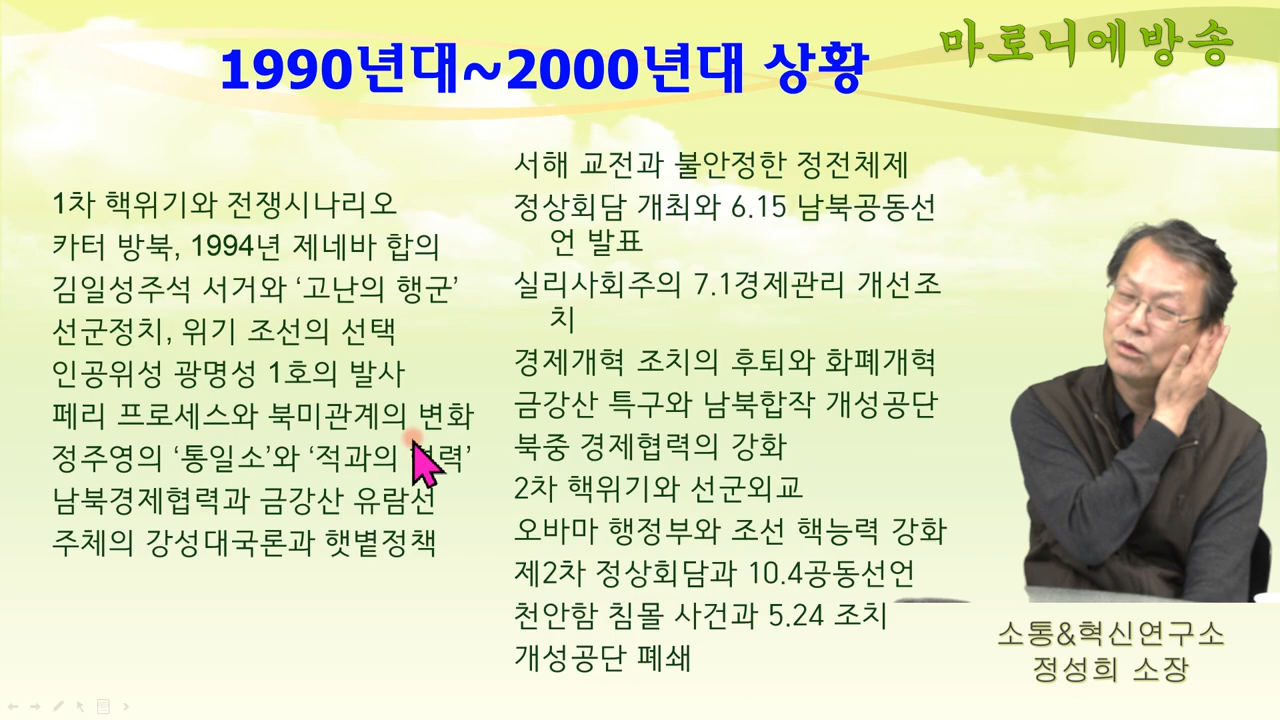 1990년대~2000년대 상황
마로니에방송
1차 핵위기와 전쟁시나리오
카터 방북, 1994년 제네바 합의
김일성주석 서거와 ‘고난의 행군’
선군정치, 위기 조선의 선택
인공위성 광명성 1호의 발사
페리 프로세스와 북미관계의 변화
정주영의 ‘통일소’와 ‘적과의 협력’
남북경제협력과 금강산 유람선
주체의 강성대국론과 햇볕정책
서해 교전과 불안정한 정전체제
정상회담 개최와 6.15 남북공동선
언 발표
실리사회주의 7.1경제관리 개선조
치
경제개혁 조치의 후퇴와 화폐개혁
금강산 특구와 남북합작 개성공단
북중 경제협력의 강화
2차 핵위기와 선군외교
오바마 행정부와 조선 핵능력 강화
제2차 정상회담과 10.4공동선언
천안함 침몰 사건과 5.24 조치
개성공단 폐쇄
소통&혁신연구소
정성희 소장